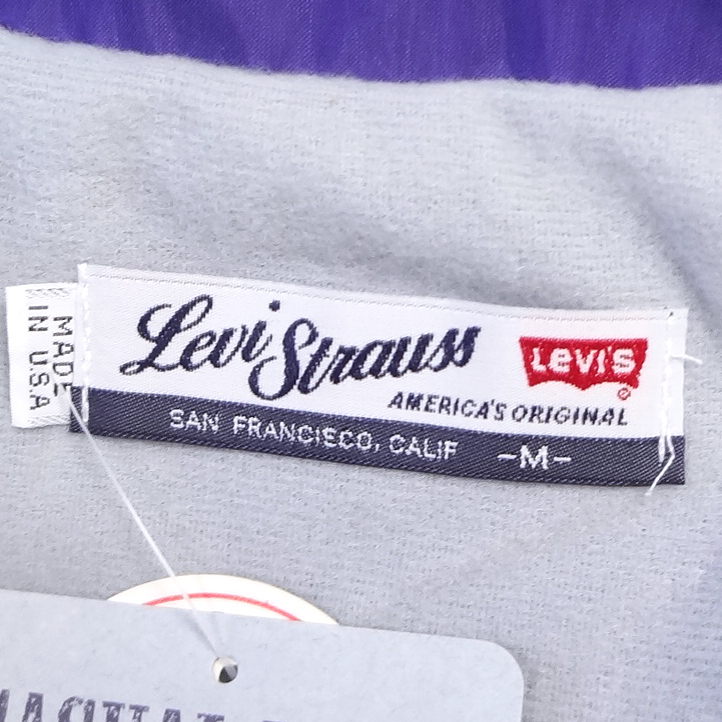 Levi Strauss
LEVI'S
®
AMERICA'S ORIGINAL
SAN FRANCISCO, CALIF -M-
MADE
IN U.S.A